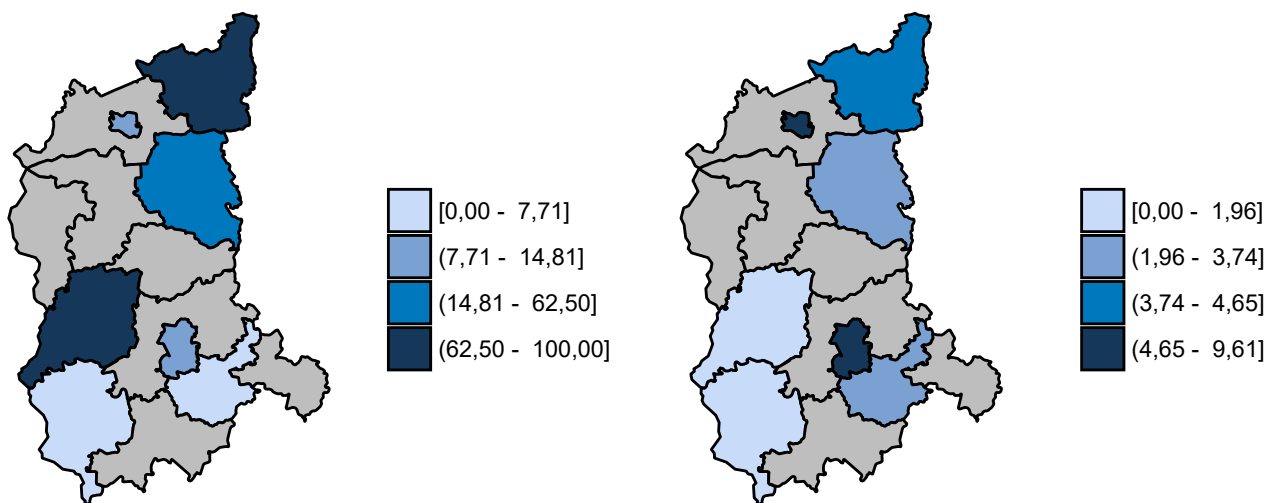 [0,00 -  7,71]
(7,71 -  14,81]
(14,81 -  62,50]
(62,50 -  100,00]
[0,00 -  1,96]
(1,96 -  3,74]
(3,74 -  4,65]
(4,65 -  9,61]